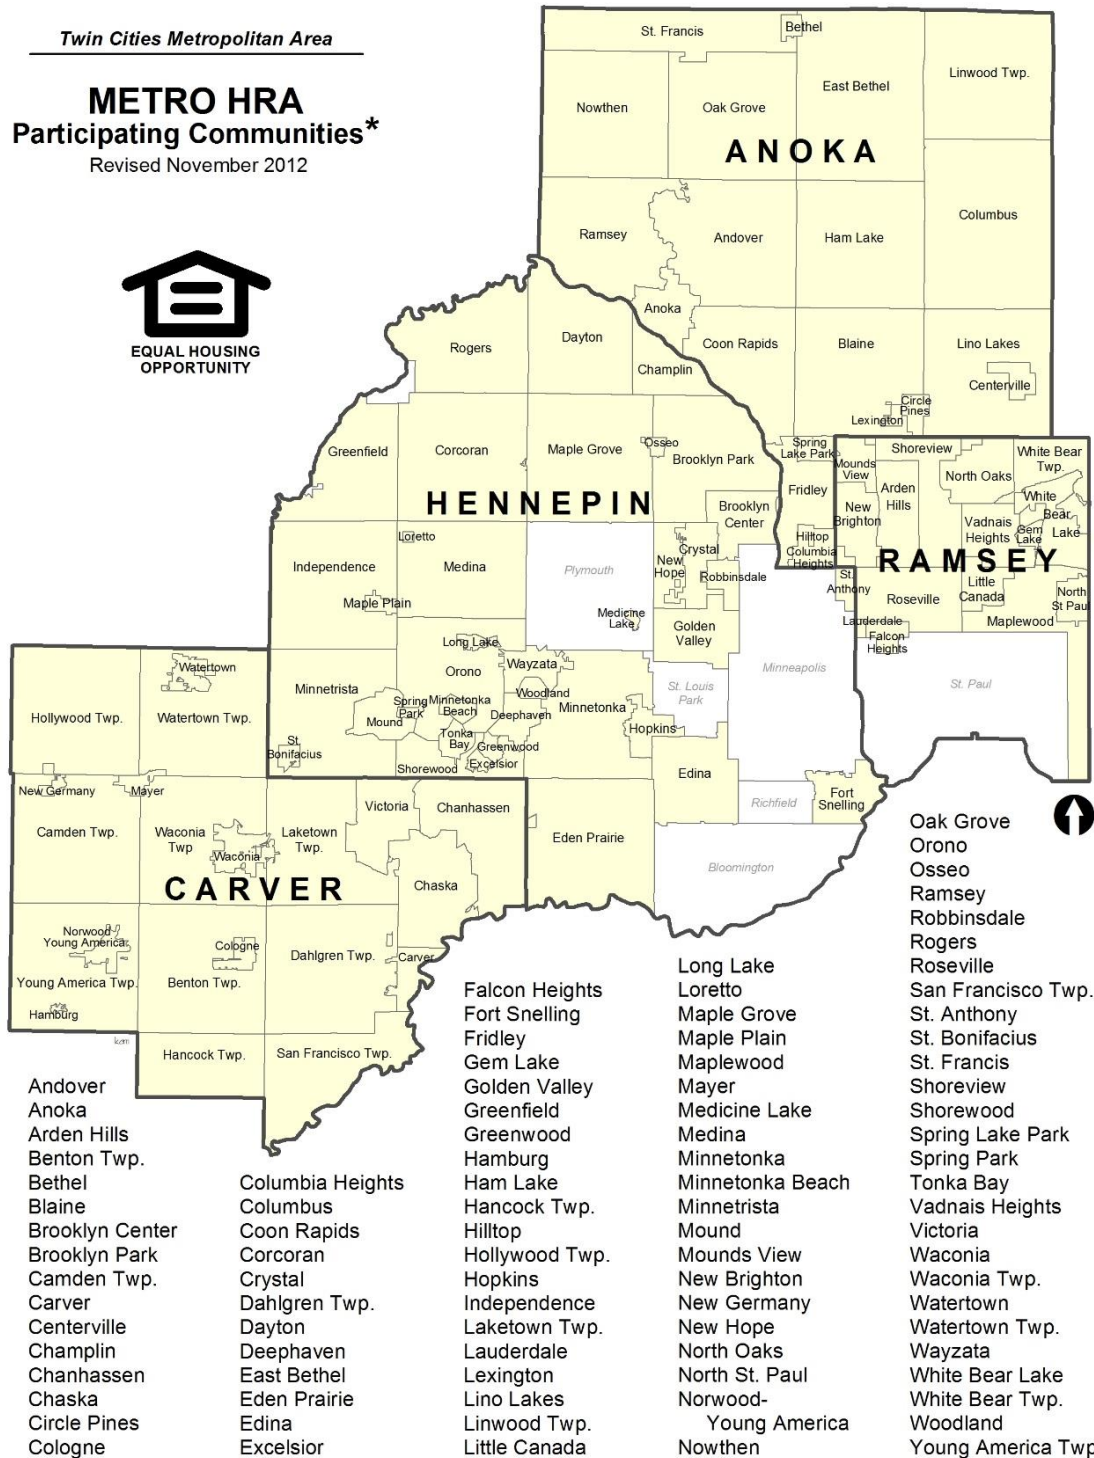 Twin Cities Metropolitan Area
METRO HRA
Participating Communities*
Revised November 2012
EQUAL HOUSING
OPPORTUNITY
St. Francis
Bethel
East Bethel
Linwood Twp.
Nowthen
Oak Grove
ANOKA
Columbus
Ramsey
Andover
Ham Lake
Anoka
Coon Rapids
Blaine
Lino Lakes
Centerville
Circle
Pines
Lexington
Spring
Lake Park
Fridley
Hilltop
Columbia
Heights
Rogers
Dayton
Champlin
Greenfield
Corcoran
Maple Grove
Osseo
Brooklyn Park
HENNEPIN
Brooklyn
Center
Loretto
Independence
Medina
Plymouth
New
Hope
Crystal
Robbinsdale
Maple Plain
Medicine
Lake
Golden
Valley
Long Lake
Orono
Wayzata
Woodland
Minnetrista
Mound
Spring
Park
Minnetonka
Beach
Deephaven
Minnetonka
St. Louis
Park
Minneapolis
Hopkins
Tonka
Bay
Greenwood
Excelsior
Shorewood
St.
Bonifacius
Edina
Richfield
Fort
Snelling
Eden Prairie
Bloomington
Shoreview
Mounds
View
Arden
Hills
North Oaks
White Bear
Twp.
White
Bear
Lake
Gem
Lake
New
Brighton
Vadnais
Heights
RAMSEY
St.
Anthony
Roseville
Little
Canada
North
St Paul
Maplewood
Lauderdale
Falcon
Heights
St. Paul
Hollywood Twp.
Watertown
Watertown Twp.
New Germany
Mayer
Camden Twp.
Waconia
Twp
Waconia
Laketown
Twp.
Victoria
Chanhassen
Chaska
CARVER
Norwood
Young America
Cologne
Dahlgren Twp.
Carver
Young America Twp.
Benton Twp.
Hamburg
Hancock Twp.
San Francisco Twp.
kam
Andover
Anoka
Arden Hills
Benton Twp.
Bethel
Blaine
Brooklyn Center
Brooklyn Park
Camden Twp.
Carver
Centerville
Champlin
Chanhassen
Chaska
Circle Pines
Cologne
Columbia Heights
Columbus
Coon Rapids
Corcoran
Crystal
Dahlgren Twp.
Dayton
Deephaven
East Bethel
Eden Prairie
Edina
Excelsior
Falcon Heights
Fort Snelling
Fridley
Gem Lake
Golden Valley
Greenfield
Greenwood
Hamburg
Ham Lake
Hancock Twp.
Hilltop
Hollywood Twp.
Hopkins
Independence
Laketown Twp.
Lauderdale
Lexington
Lino Lakes
Linwood Twp.
Little Canada
Long Lake
Loretto
Maple Grove
Maple Plain
Maplewood
Mayer
Medicine Lake
Medina
Minnetonka
Minnetonka Beach
Minnetrista
Mound
Mounds View
New Brighton
New Germany
New Hope
North Oaks
North St. Paul
Norwood-
Young America
Nowthen
Oak Grove
Orono
Osseo
Ramsey
Robbinsdale
Rogers
Roseville
San Francisco Twp.
St. Anthony
St. Bonifacius
St. Francis
Shoreview
Shorewood
Spring Lake Park
Spring Park
Tonka Bay
Vadnais Heights
Victoria
Waconia
Waconia Twp.
Watertown
Watertown Twp.
Wayzata
White Bear Lake
White Bear Twp.
Woodland
Young America Twp